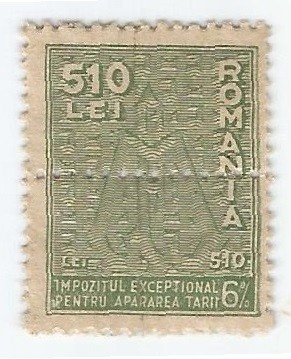 510
LEI
ROMANIA
LEI
510
IMPOZITUL EXCEPTIONAL
PENTRU APARAREA TARII
6%